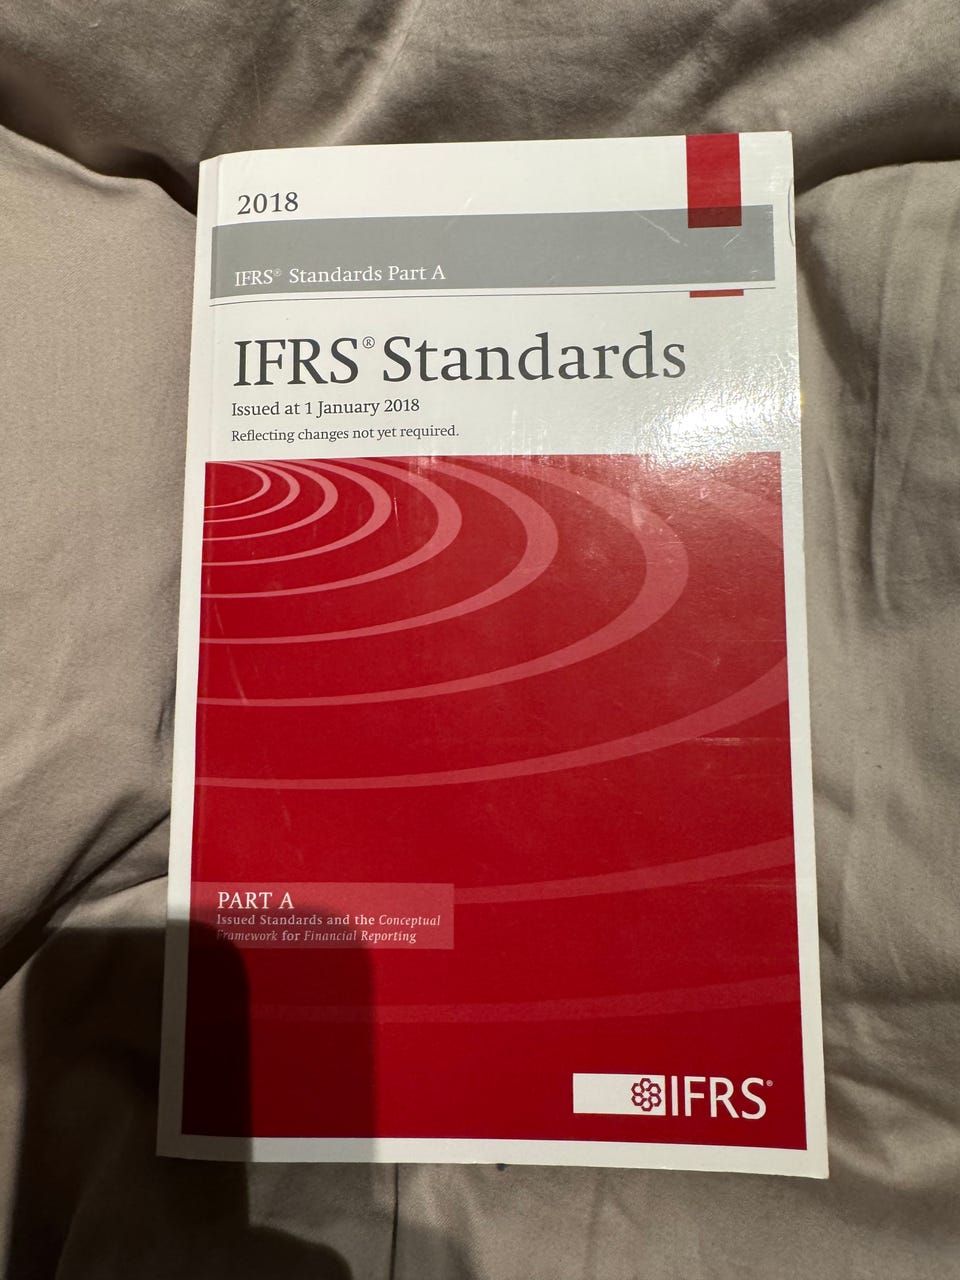 2018
IFRS® Standards Part A
IFRS® Standards
Issued at 1 January 2018
Reflecting changes not yet required.
PART A
Issued Standards and the Conceptual
Framework for Financial Reporting
IFRS®